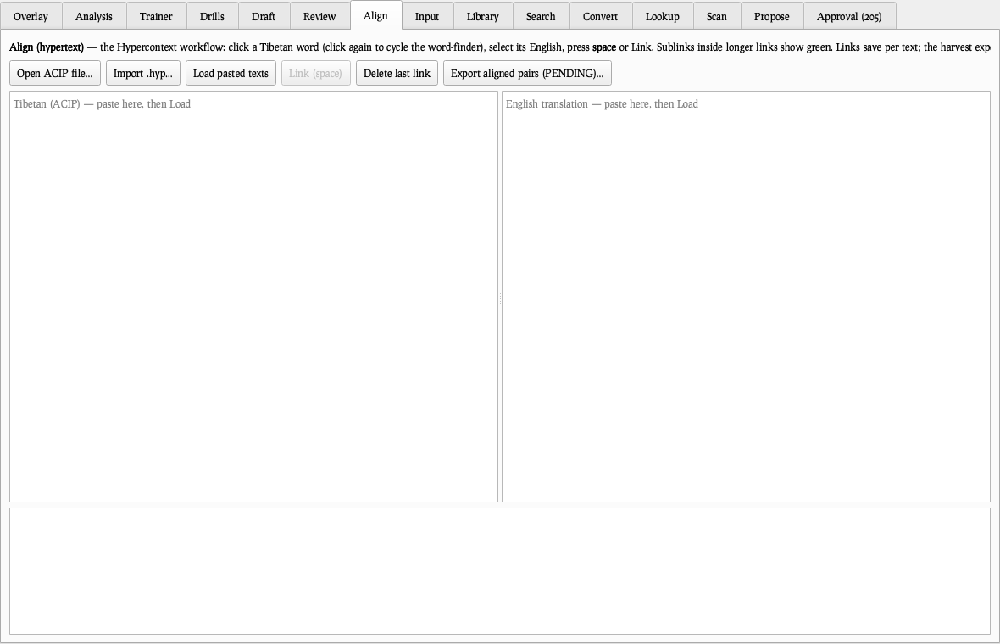 Overlay Analysis Trainer Drills Draft Review Align Input Library Search Convert Lookup Scan Propose Approval (205)
Align (hypertext) — the Hypercontext workflow: click a Tibetan word (click again to cycle the word-finder), select its English, press space or Link. Sublinks inside longer links show green. Links save per text; the harvest exp
Open ACIP file... Import .hyp... Load pasted texts Link (space) Delete last link Export aligned pairs (PENDING)...
Tibetan (ACIP) — paste here, then Load English translation — paste here, then Load